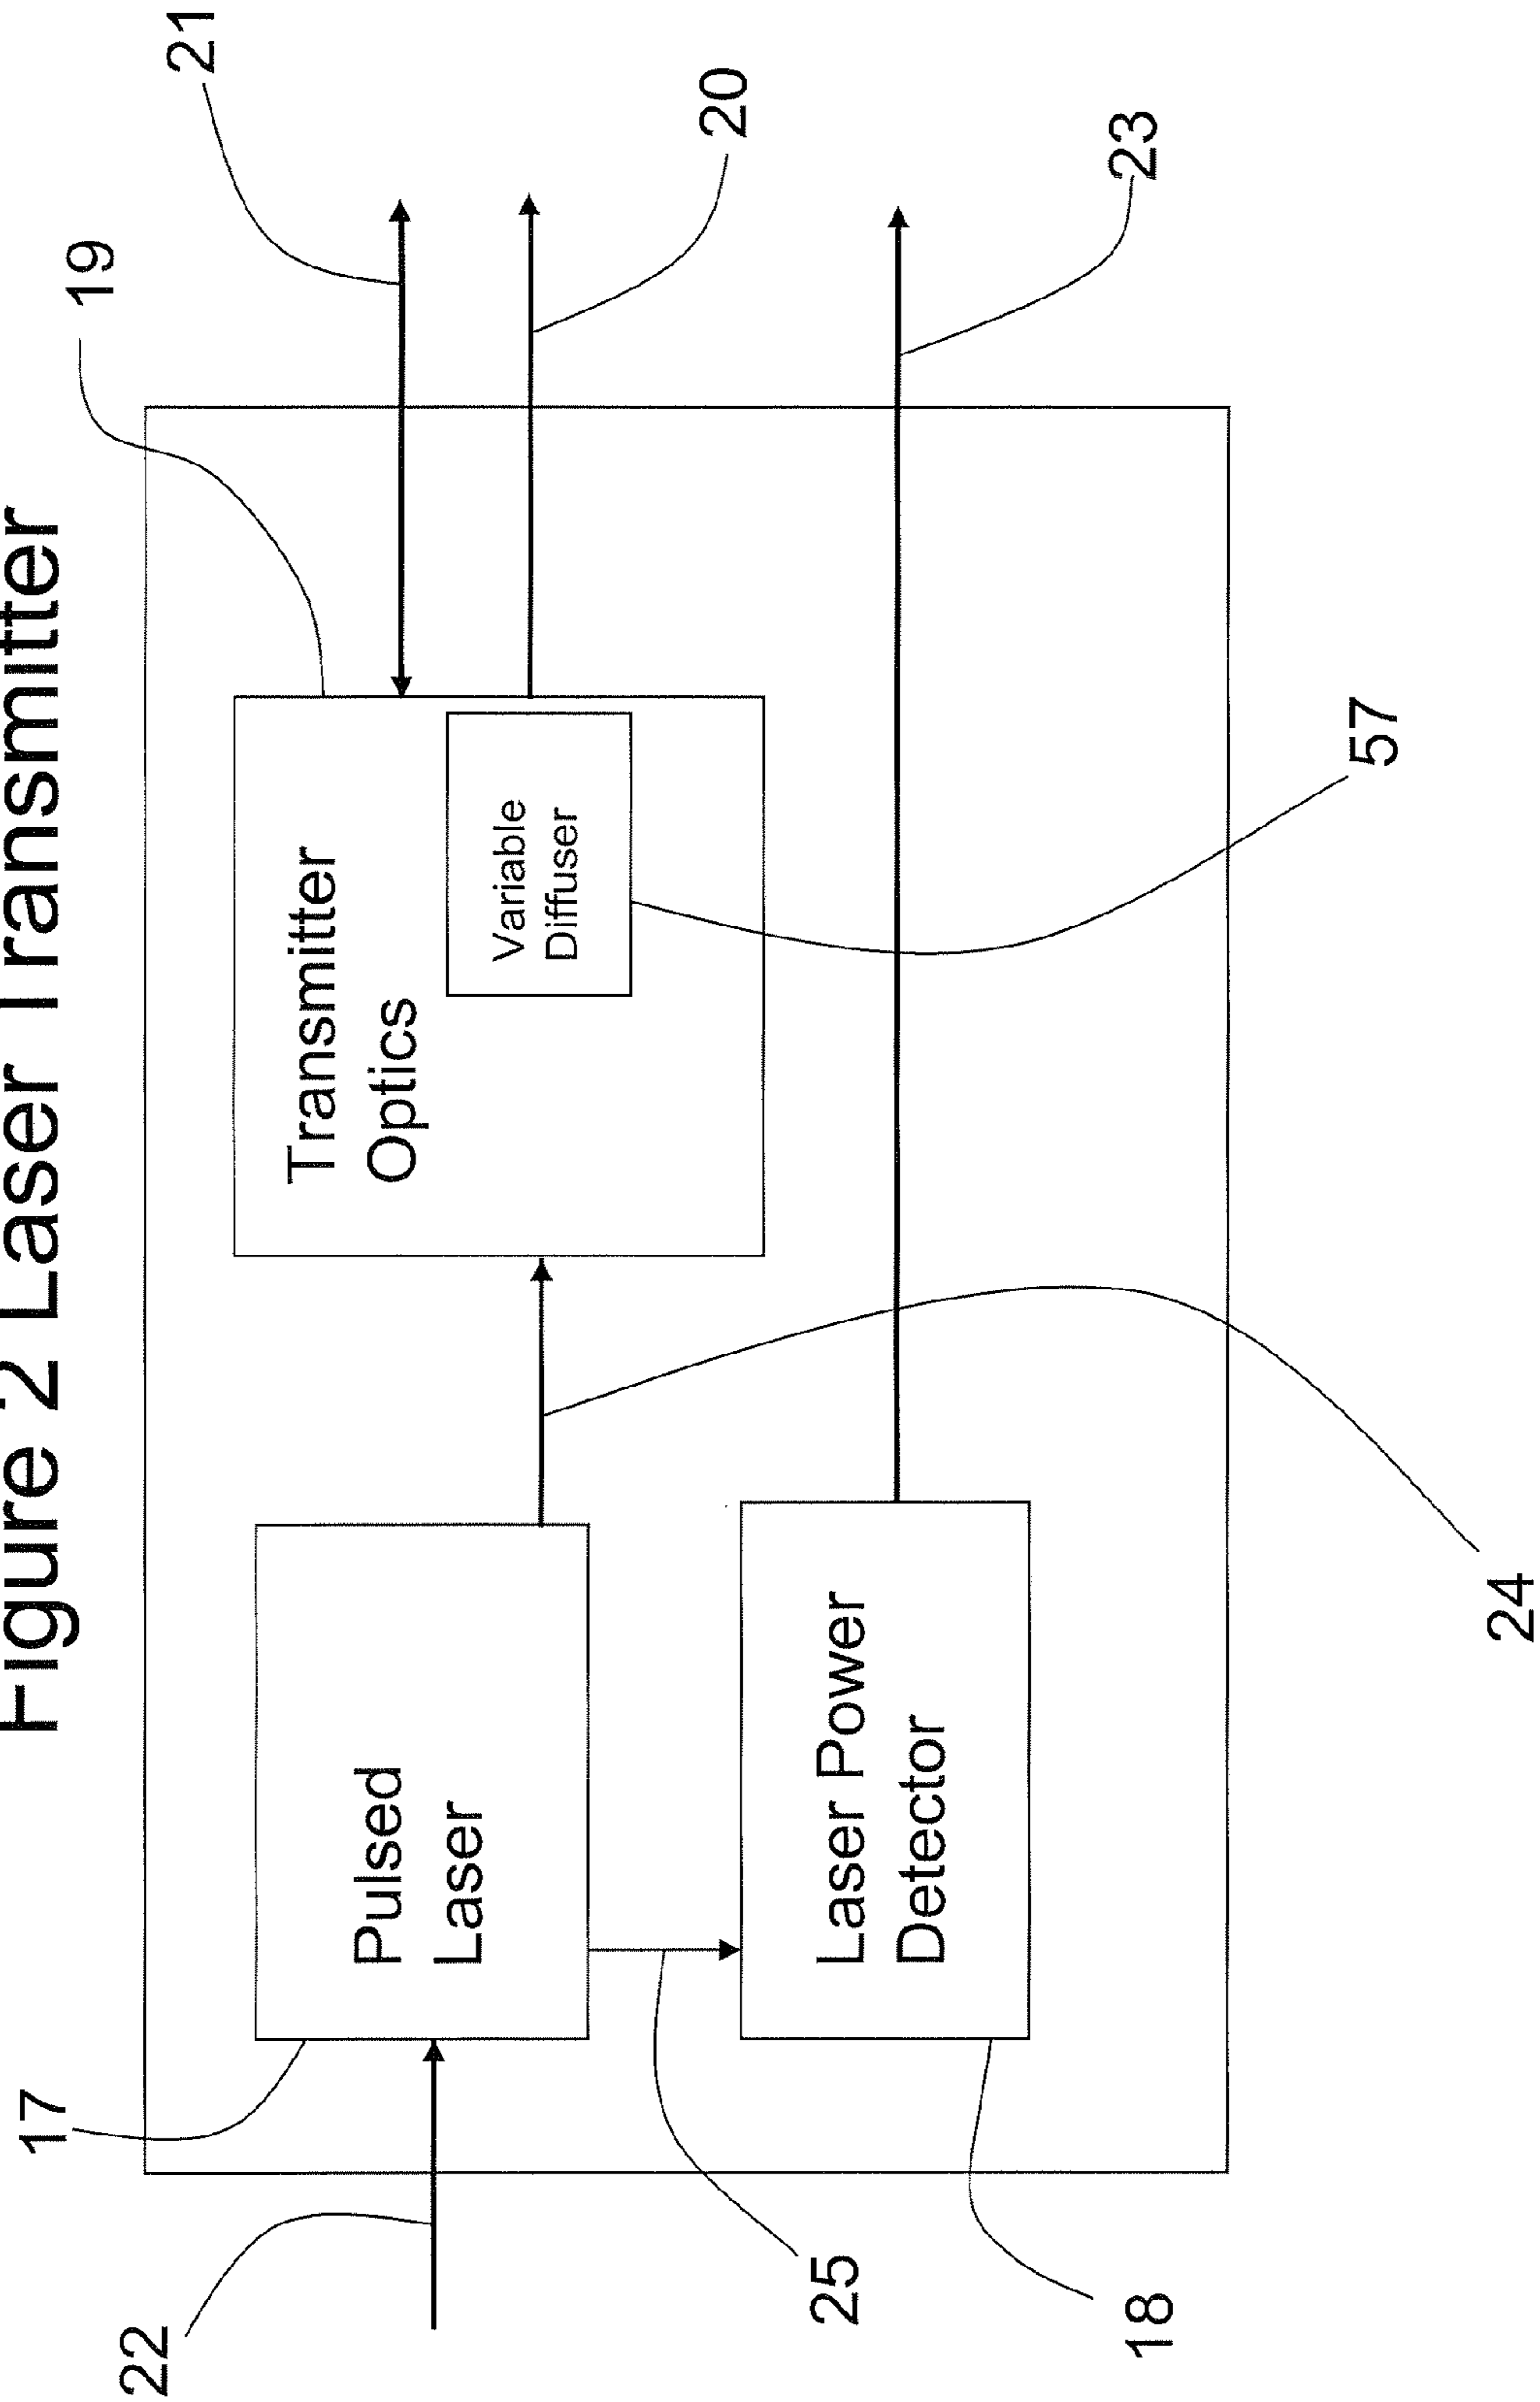 Figure 2 Laser Transmitter
21
19
20
17
22
Pulsed
Laser
Transmitter
Optics
Variable
Diffuser
23
Laser Power
Detector
25
18
57
24